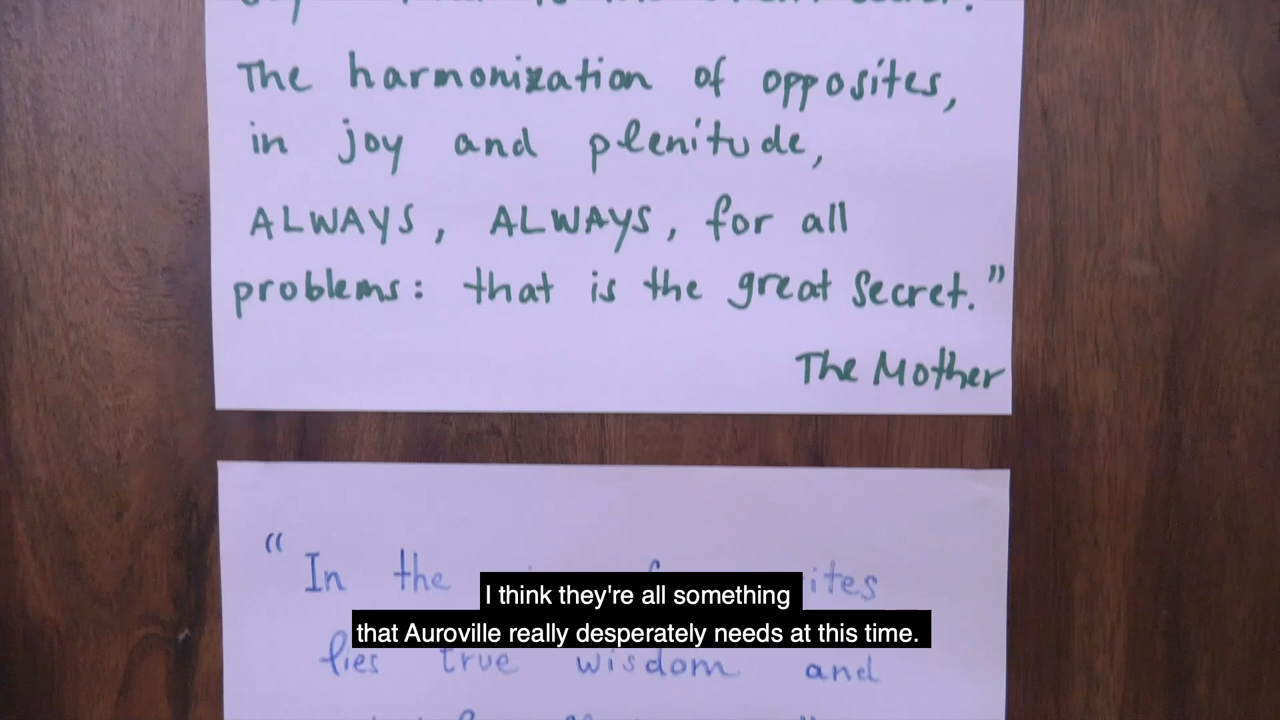 The harmonization of opposites,
in joy and plenitude,
ALWAYS, ALWAYS, for all
problems: that is the great secret.”
The Mother
“In the
I think they're all something
that Auroville really desperately needs at this time.
lies true wisdom and